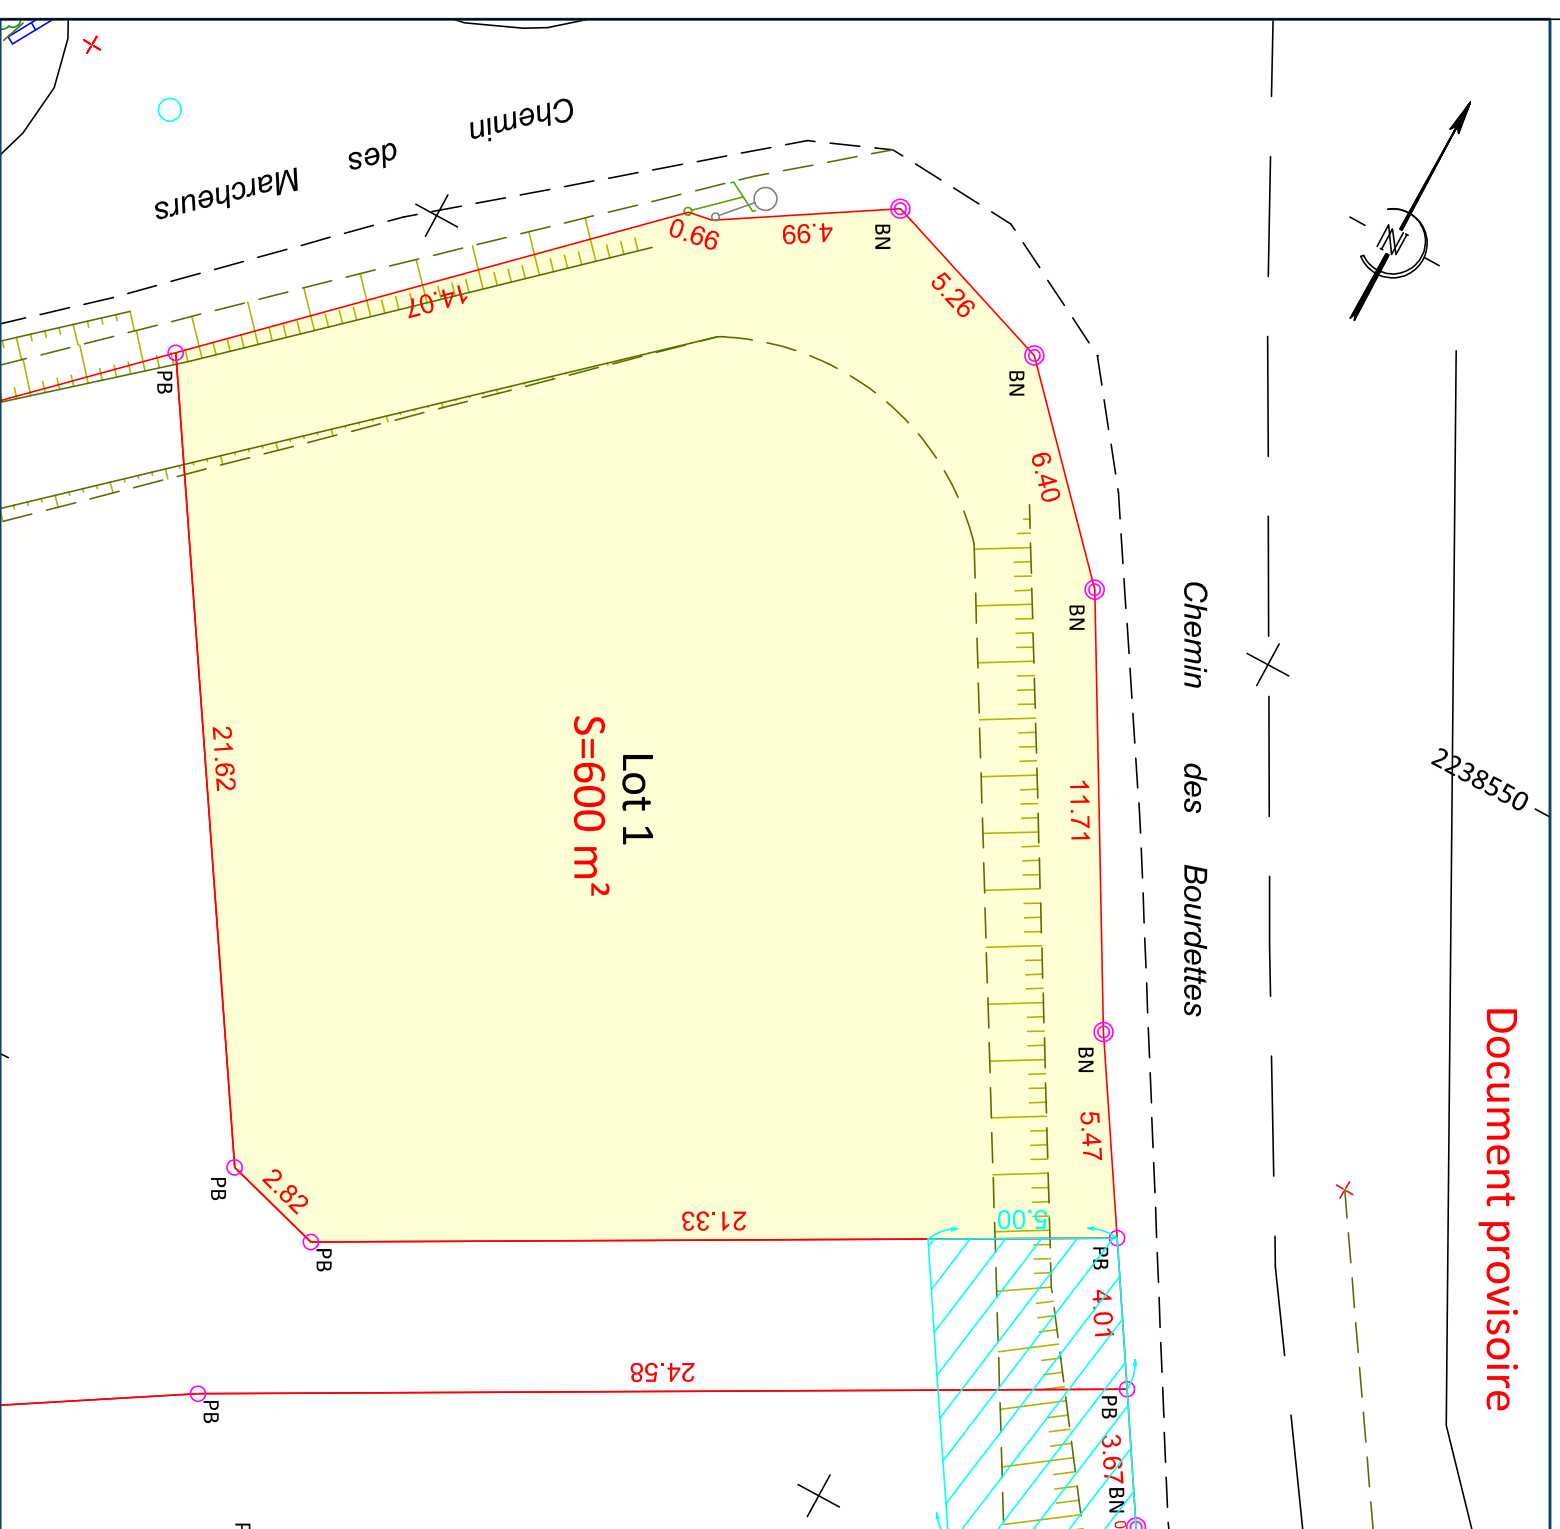 Chemin des Marcheurs
N
0.66
4.99
BN
5.26
14.07
BN
PB
6.40
BN
Chemin des Bourdettes
2238550
21.62
Lot 1
S=600 m²
11.71
Document provisoire
BN
5.47
PB
2.82
21.33
5.00
PB
PB
4.01
24.58
PB
PB
3.67
BN